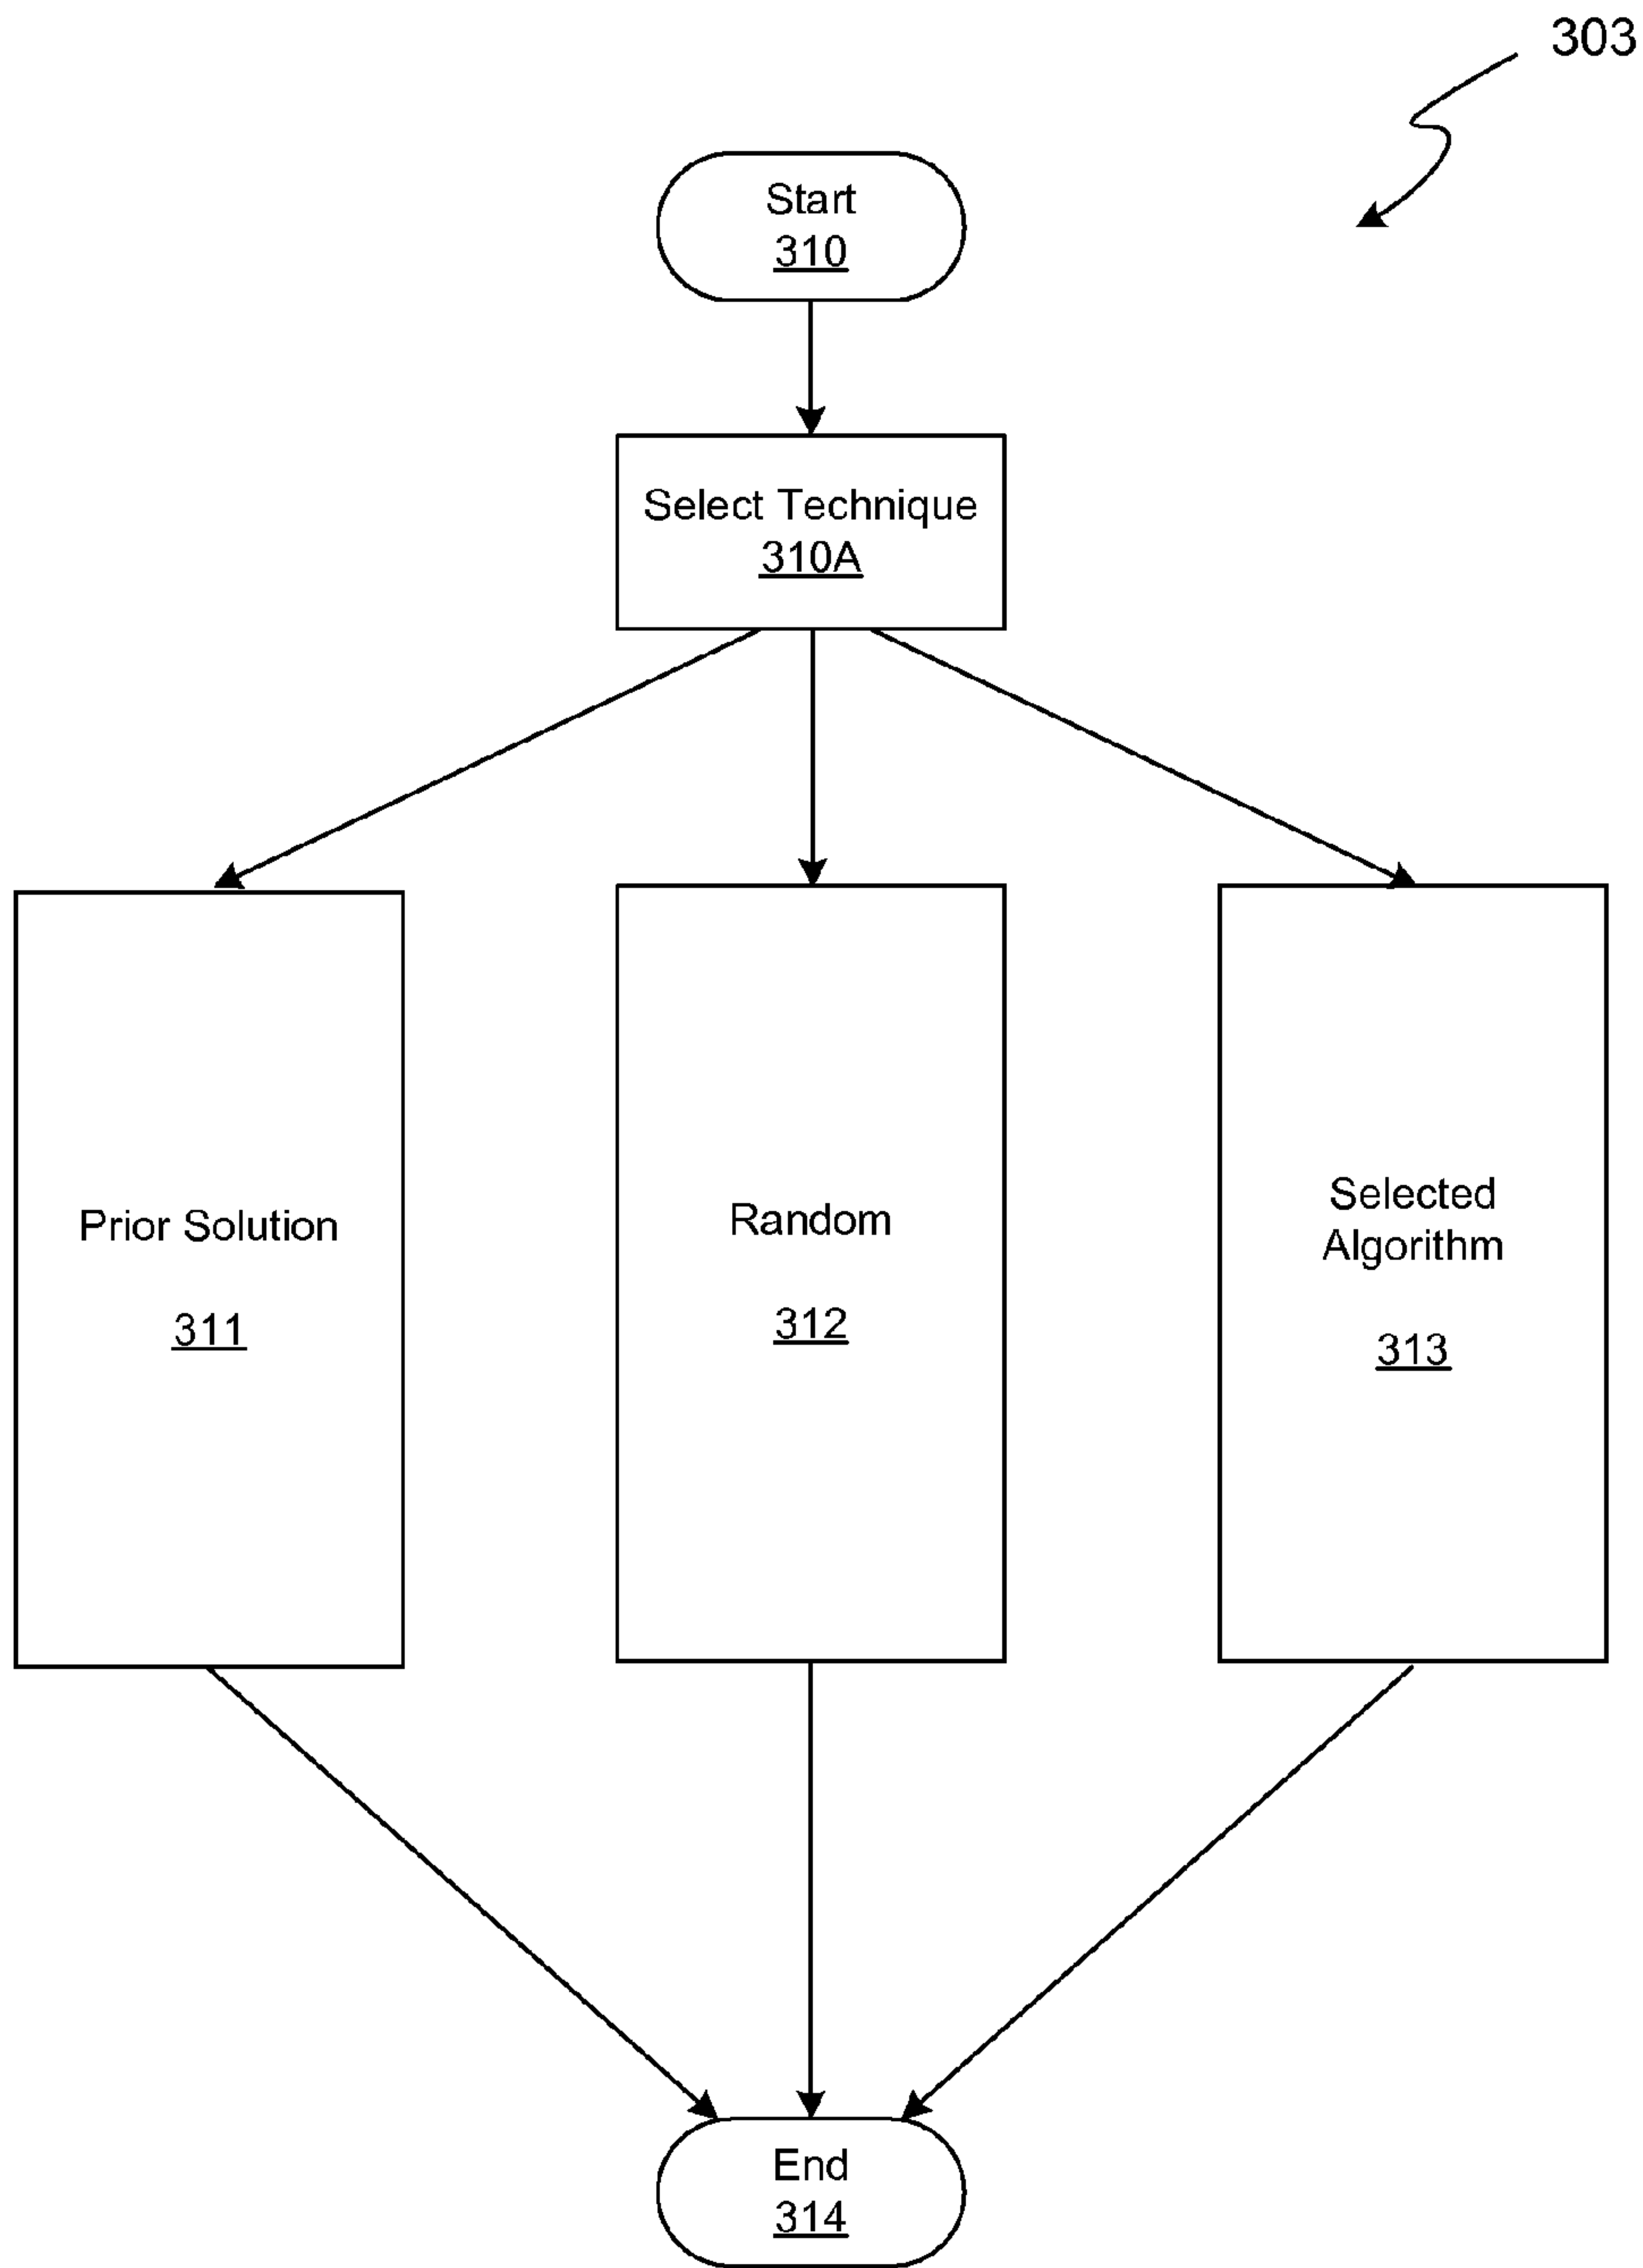 303
Start
310
Select Technique
310A
Prior Solution
311
Random
312
Selected
Algorithm
313
End
314